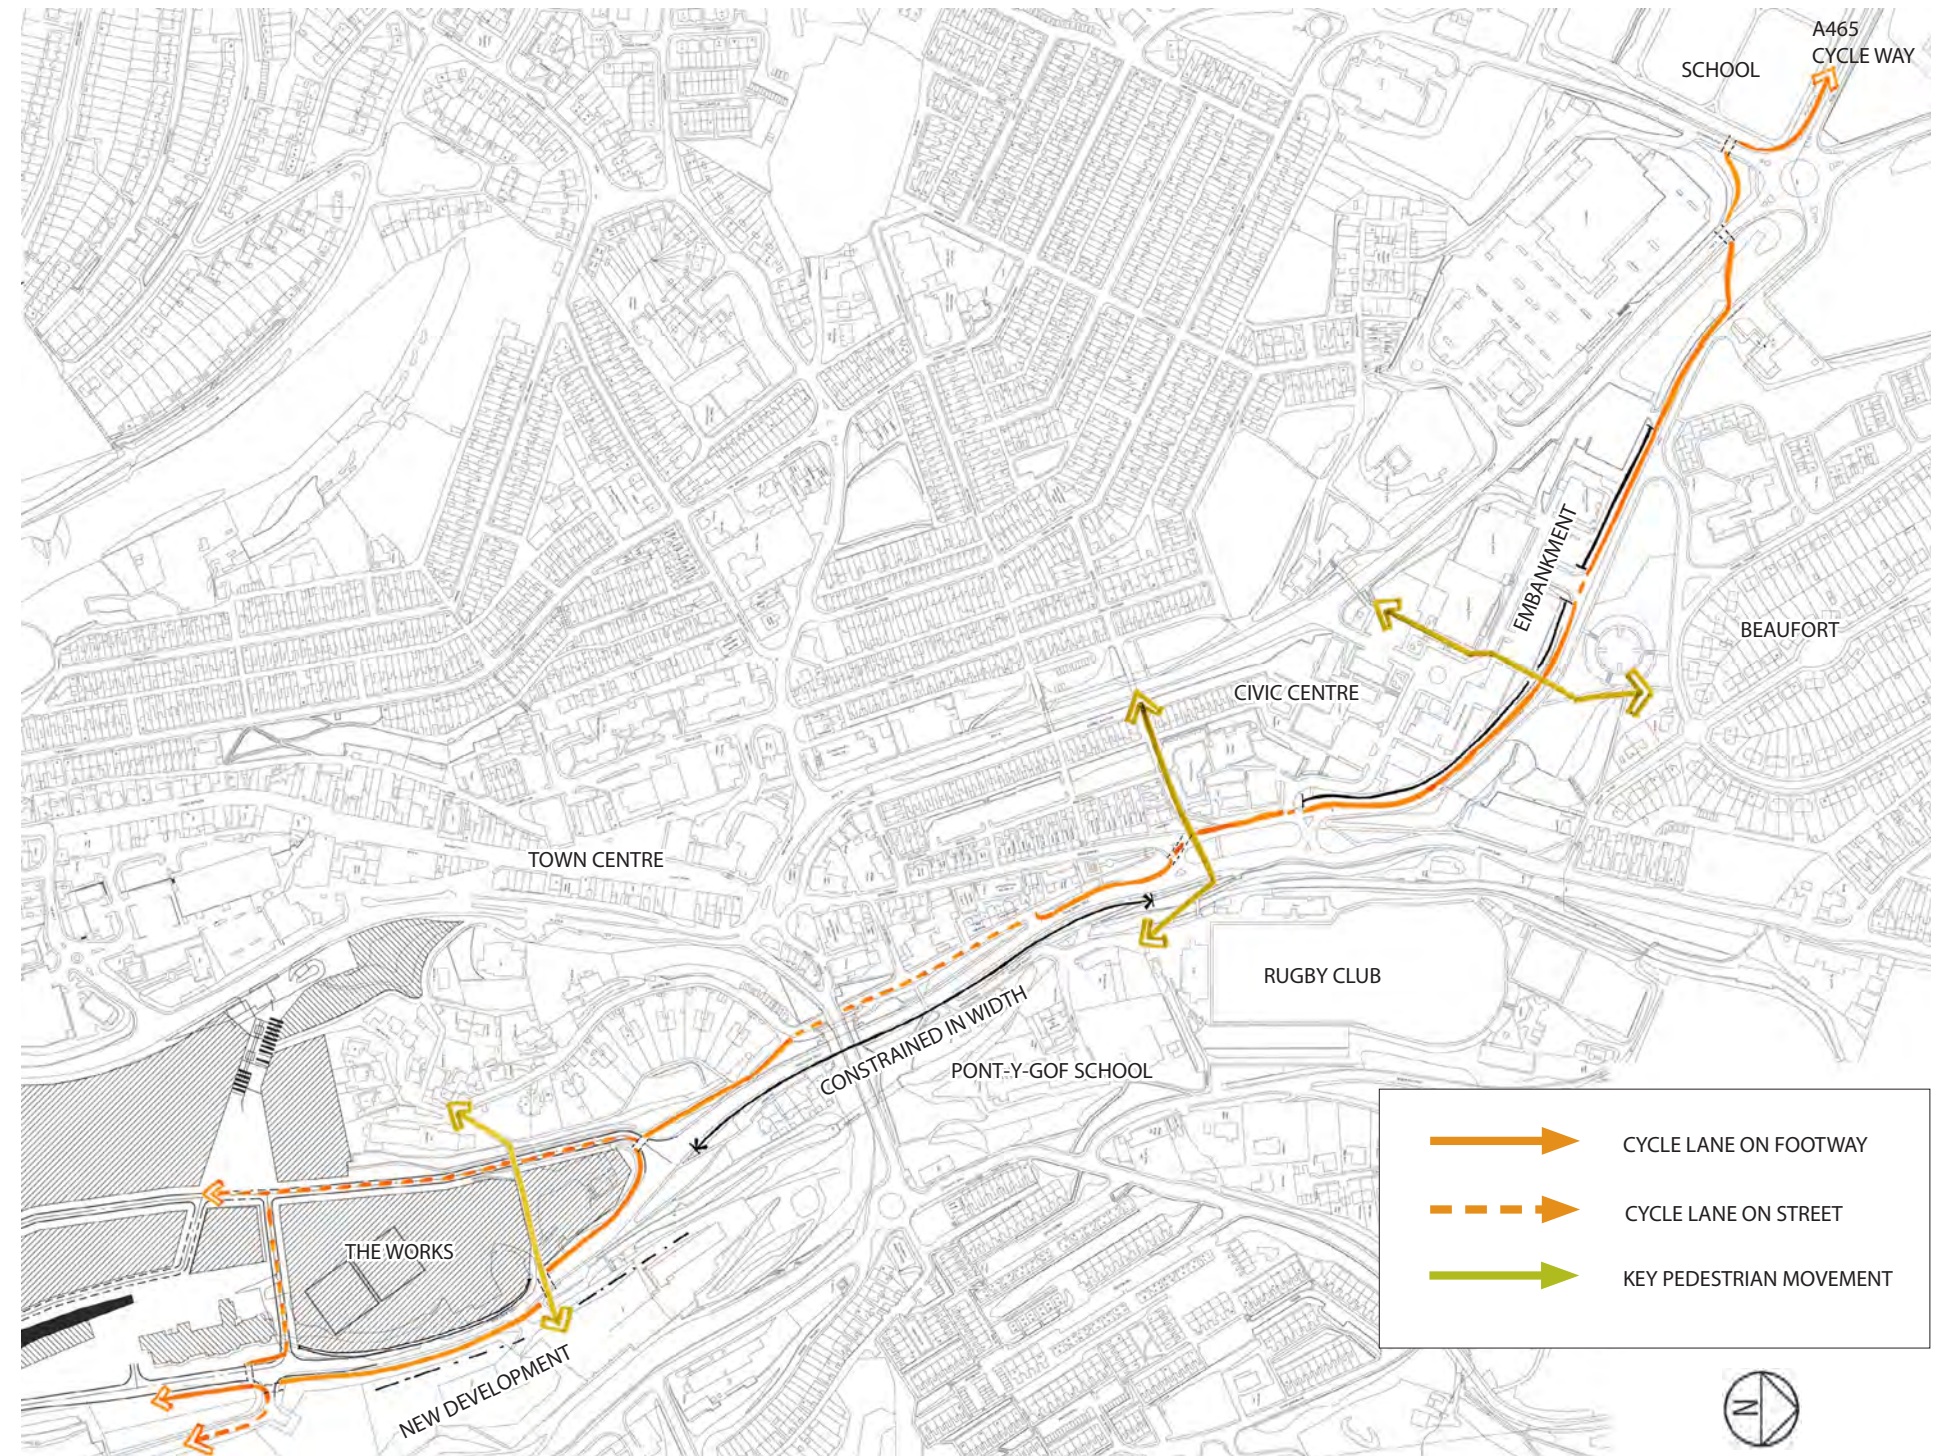 A465
CYCLE WAY
SCHOOL
EMBANKMENT
BEAUFORT
CIVIC CENTRE
TOWN CENTRE
RUGBY CLUB
CONSTRAINED IN WIDTH
PONT-Y-GOF SCHOOL
THE WORKS
NEW DEVELOPMENT
CYCLE LANE ON FOOTWAY
CYCLE LANE ON STREET
KEY PEDESTRIAN MOVEMENT
N